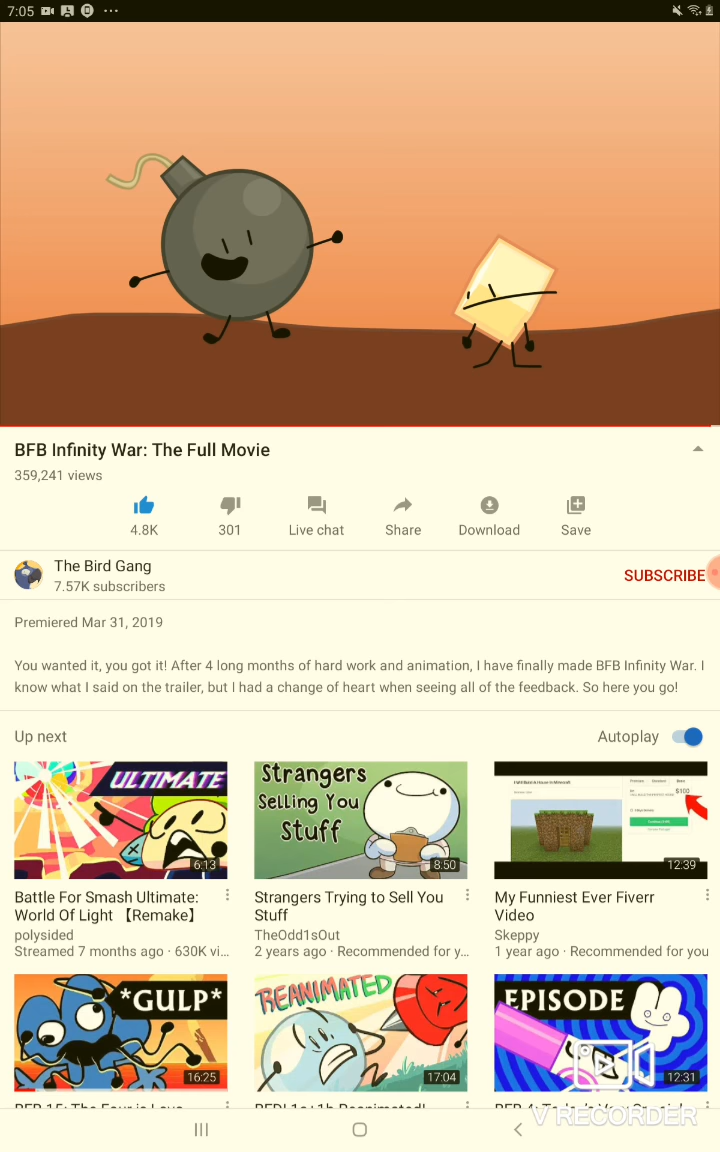 7:05
BFB Infinity War: The Full Movie
359,241 views
4.8K
301
Live chat
Share
Download
Save
The Bird Gang
7.57K subscribers
SUBSCRIBE
Premiered Mar 31, 2019
You wanted it, you got it! After 4 long months of hard work and animation, I have finally made BFB Infinity War. I
know what I said on the trailer, but I had a change of heart when seeing all of the feedback. So here you go!
Up next
Autoplay
ULTIMATE
6:13
Strangers
Selling You
Stuff
8:50
$100
12:39
Battle For Smash Ultimate:
World Of Light 【Remake】
polysided
Streamed 7 months ago · 630K vi...
Strangers Trying to Sell You
Stuff
TheOdd1sOut
2 years ago · Recommended for y...
My Funniest Ever Fiverr
Video
Skeppy
1 year ago · Recommended for you
*GULP*
16:25
REANIMATED
17:04
EPISODE
12:31
V RECORDER